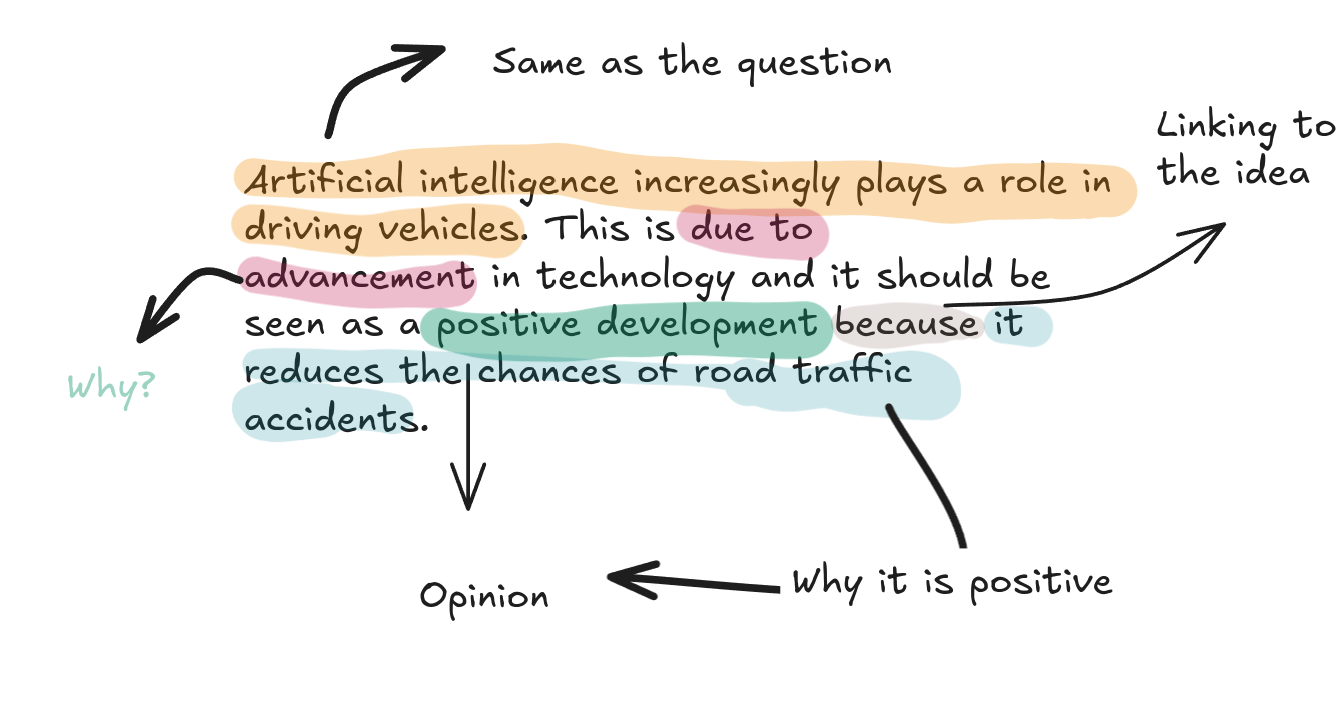 Same as the question
Linking to
the idea
Artificial intelligence increasingly plays a role in
driving vehicles. This is due to
advancement in technology and it should be
seen as a positive development because it
reduces the chances of road traffic
accidents.
Why?
Opinion
Why it is positive